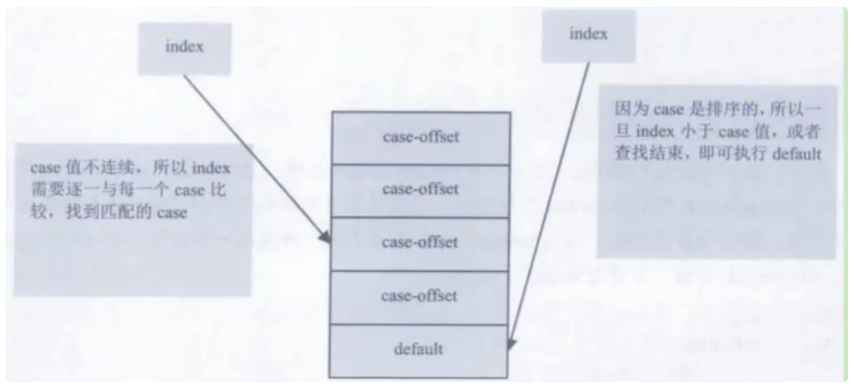 index
index
case-offset
case-offset
case-offset
case-offset
default
case 值不连续，所以 index
需要逐一与每一个 case 比
较，找到匹配的 case
因为 case 是排序的，所以一
旦 index 小于 case 值，或者
查找结束，即可执行 default